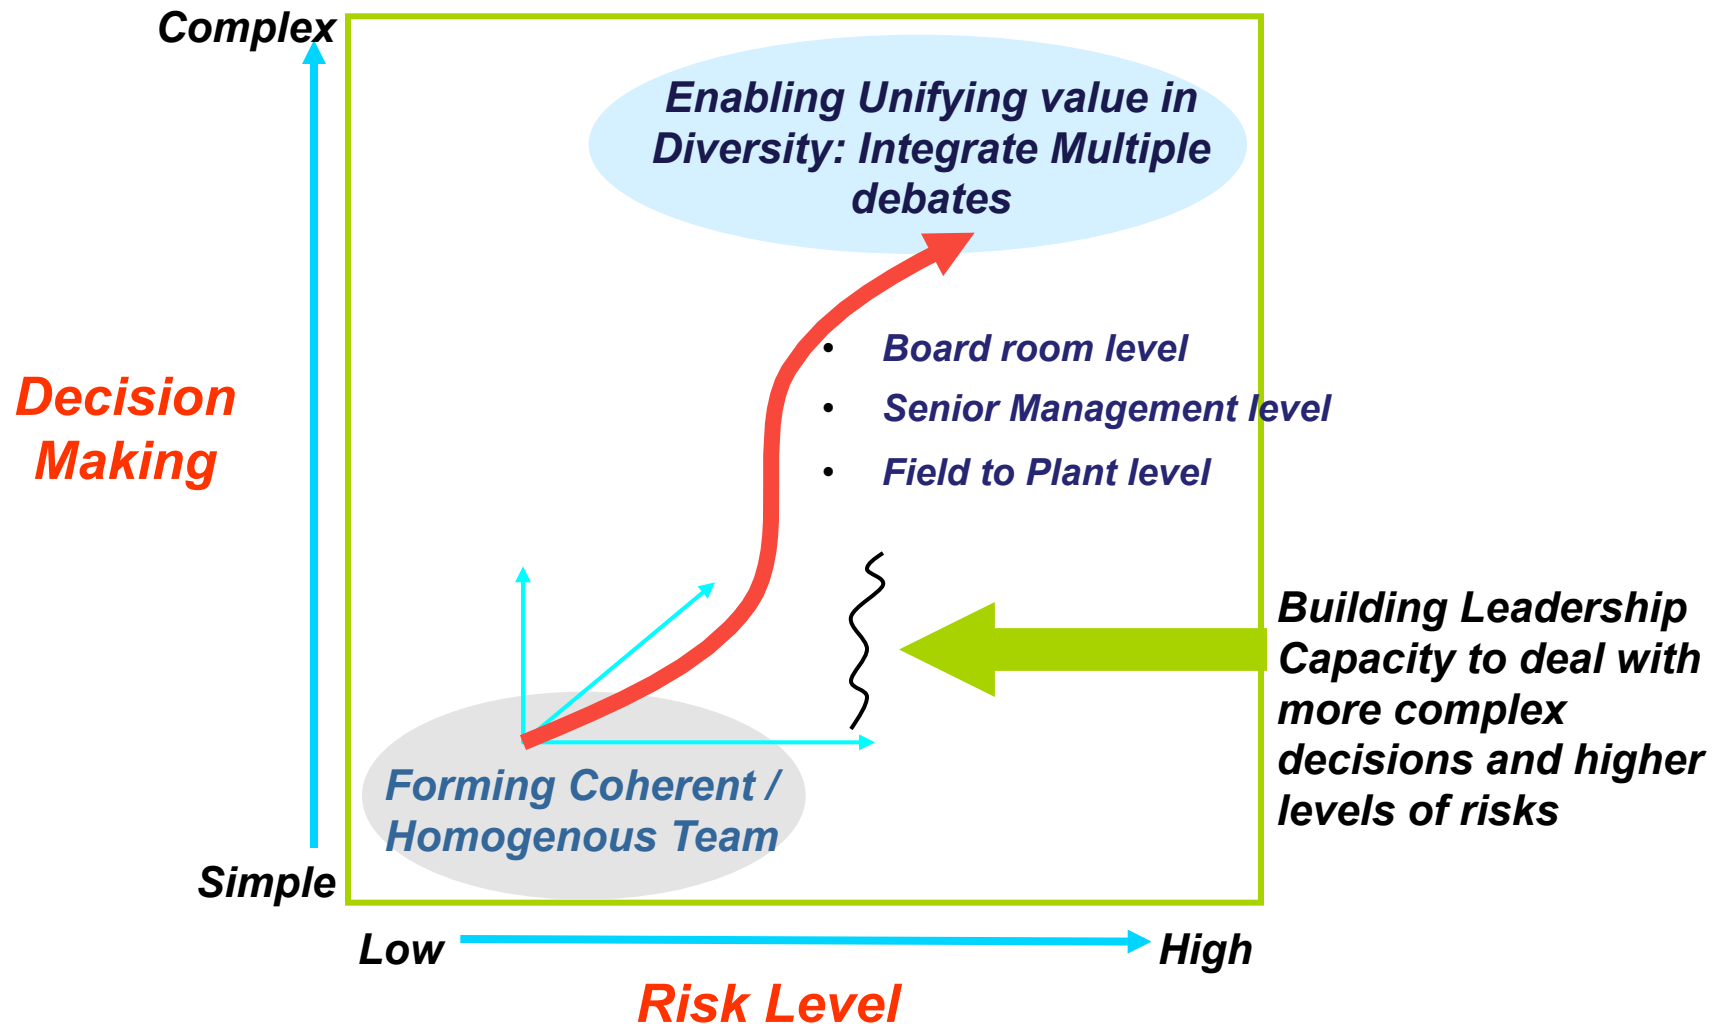 Complex
Enabling Unifying value in
Diversity: Integrate Multiple
debates
• Board room level
• Senior Management level
• Field to Plant level
Decision
Making
Building Leadership
Capacity to deal with
more complex
decisions and higher
levels of risks
Forming Coherent /
Homogenous Team
Simple
Low
High
Risk Level